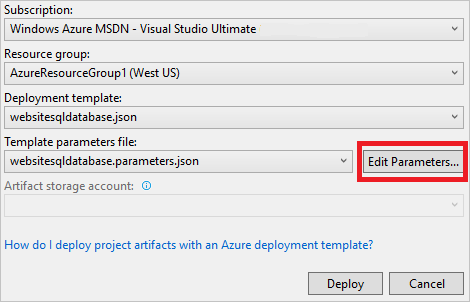 Subscription:
Windows Azure MSDN - Visual Studio Ultimate
Resource group:
AzureResourceGroup1 (West US)
Deployment template:
websitesqldatabase.json
Template parameters file:
websitesqldatabase.parameters.json
Edit Parameters...
Artifact storage account:
How do I deploy project artifacts with an Azure deployment template?
Deploy
Cancel